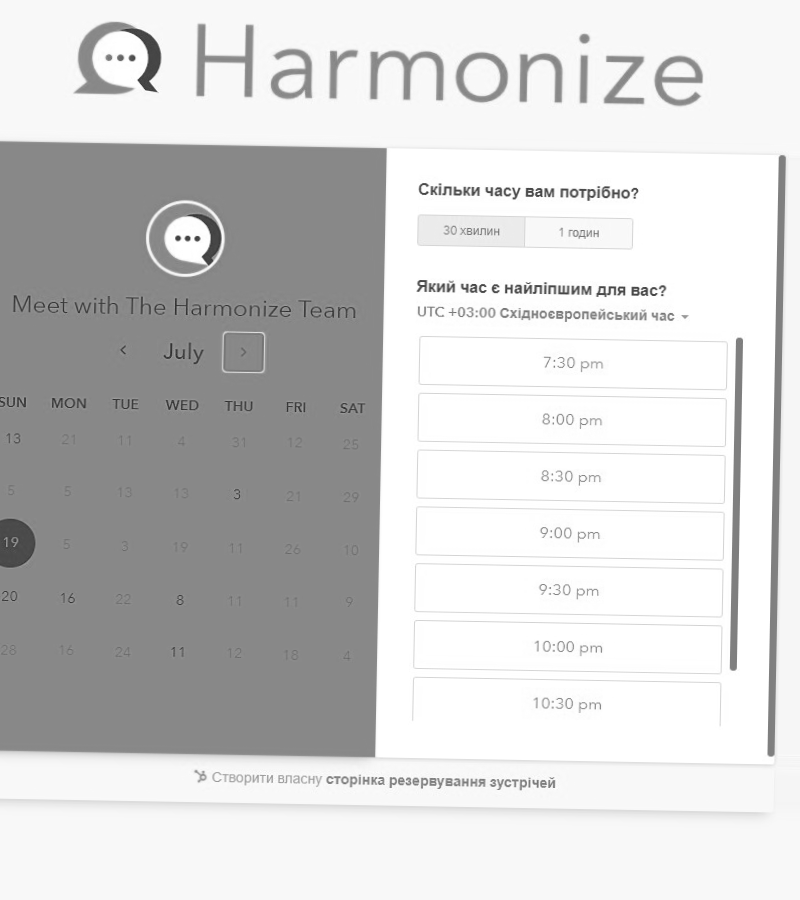 Harmonize
Meet with The Harmonize Team
July
SUN MON TUE WED THU FRI SAT
13 21 11 4 31 12 25
5 5 13 13 3 21 29
19 5 3 19 11 26 10
20 16 22 8 11 11 9
28 16 24 11 12 18 4
Скільки часу вам потрібно?
30 хвилин 1 годин
Який час є найліпшим для вас?
UTC +03:00 Східноєвропейський час
7:30 pm
8:00 pm
8:30 pm
9:00 pm
9:30 pm
10:00 pm
10:30 pm
Створити власну сторінка резервування зустрічей